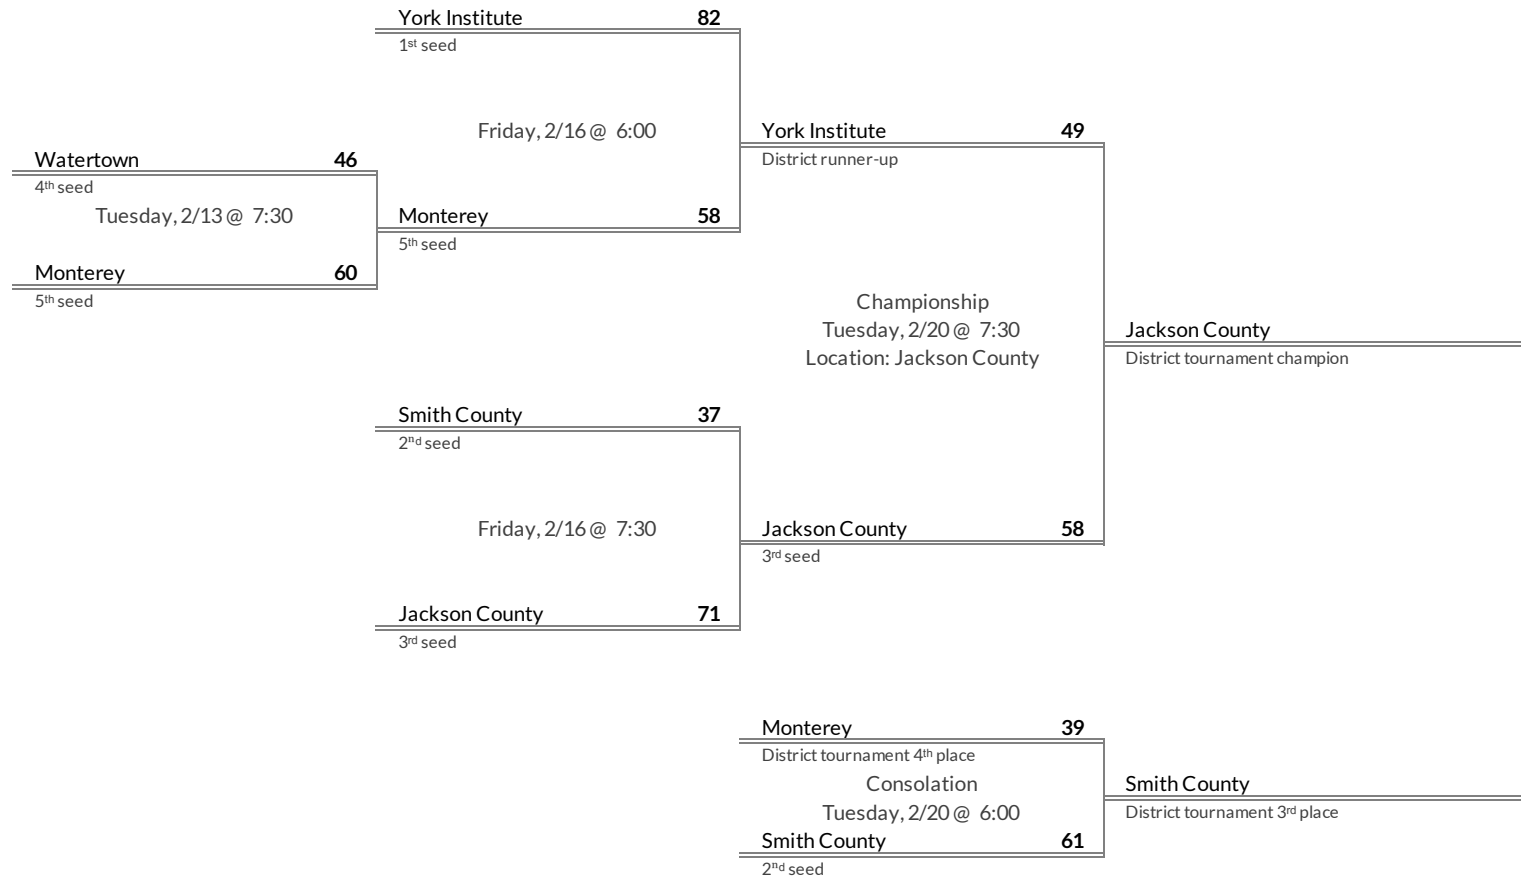 York Institute 82
1st seed
Friday, 2/16 @ 6:00
York Institute 49
District runner-up
Watertown 46
4th seed
Tuesday, 2/13 @ 7:30
Monterey 58
5th seed
Monterey 60
5th seed
Championship
Tuesday, 2/20 @ 7:30
Location: Jackson County
Jackson County
District tournament champion
Smith County 37
2nd seed
Friday, 2/16 @ 7:30
Jackson County 58
3rd seed
Jackson County 71
3rd seed
Monterey 39
District tournament 4th place
Consolation
Tuesday, 2/20 @ 6:00
Smith County
District tournament 3rd place
Smith County 61
2nd seed